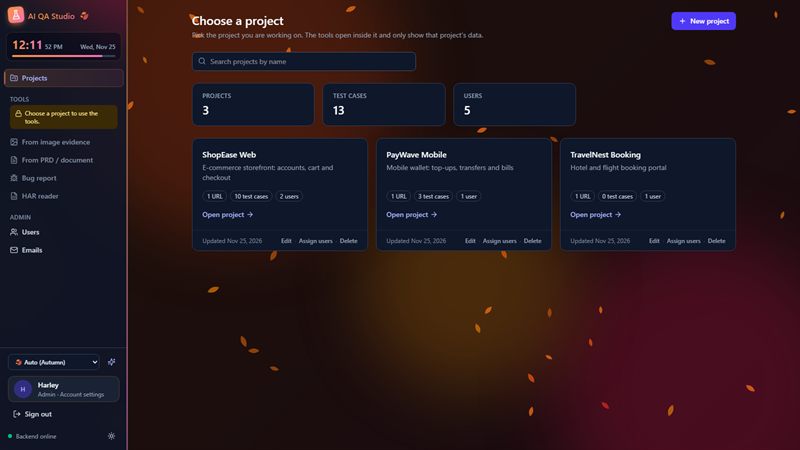 AI QA Studio
12:11 52 PM
Wed, Nov 25
Projects
TOOLS
Choose a project to use the
tools.
From image evidence
From PRD / document
Bug report
HAR reader
ADMIN
Users
Emails
Auto (Autumn)
H
Harley
Admin · Account settings
Sign out
Backend online
Choose a project
Pick the project you are working on. The tools open inside it and only show that project's data.
+ New project
Search projects by name
PROJECTS
3
TEST CASES
13
USERS
5
ShopEase Web
E-commerce storefront: accounts, cart and
checkout
1 URL
10 test cases
2 users
Open project →
Updated Nov 25, 2026
Edit · Assign users · Delete
PayWave Mobile
Mobile wallet: top-ups, transfers and bills
1 URL
3 test cases
1 user
Open project →
Updated Nov 25, 2026
Edit · Assign users · Delete
TravelNest Booking
Hotel and flight booking portal
1 URL
0 test cases
1 user
Open project →
Updated Nov 25, 2026
Edit · Assign users · Delete